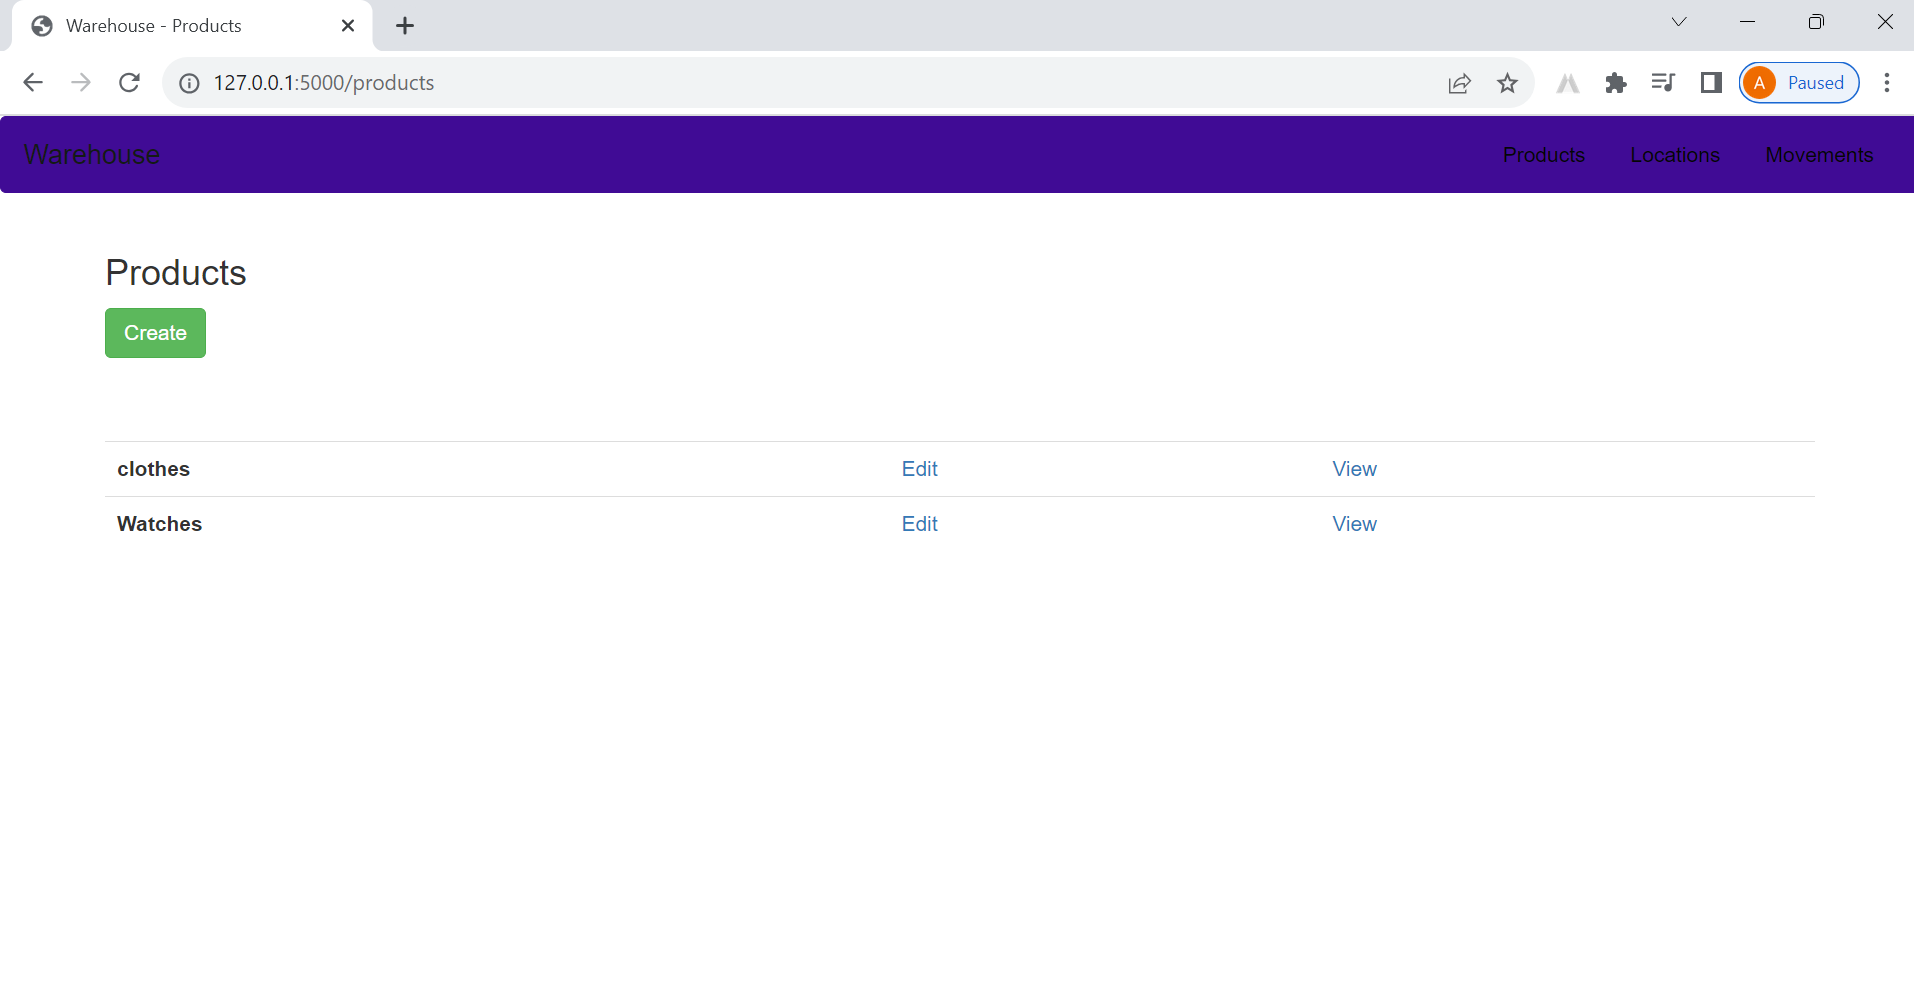 Warehouse - Products
127.0.0.1:5000/products
A Paused
Warehouse Products Locations Movements
Products
Create
clothes Edit View
Watches Edit View